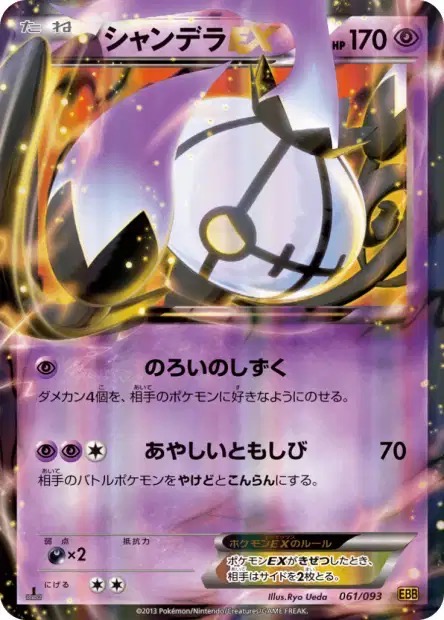 たね シャンデラEX HP170
のろいのしずく
ダメカン4個を、相手のポケモンに好きなようにのせる。
あやしいともしび 70
相手のバトルポケモンをやけどとこんらんにする。
弱点 抵抗力
×2
ポケモンEXのルール
ポケモンEXがきぜつしたとき、
相手はサイドを2枚とる。
にげる
Illus.Ryo Ueda 061/093 EBB
©2013 Pokémon/Nintendo/Creatures/GAME FREAK.